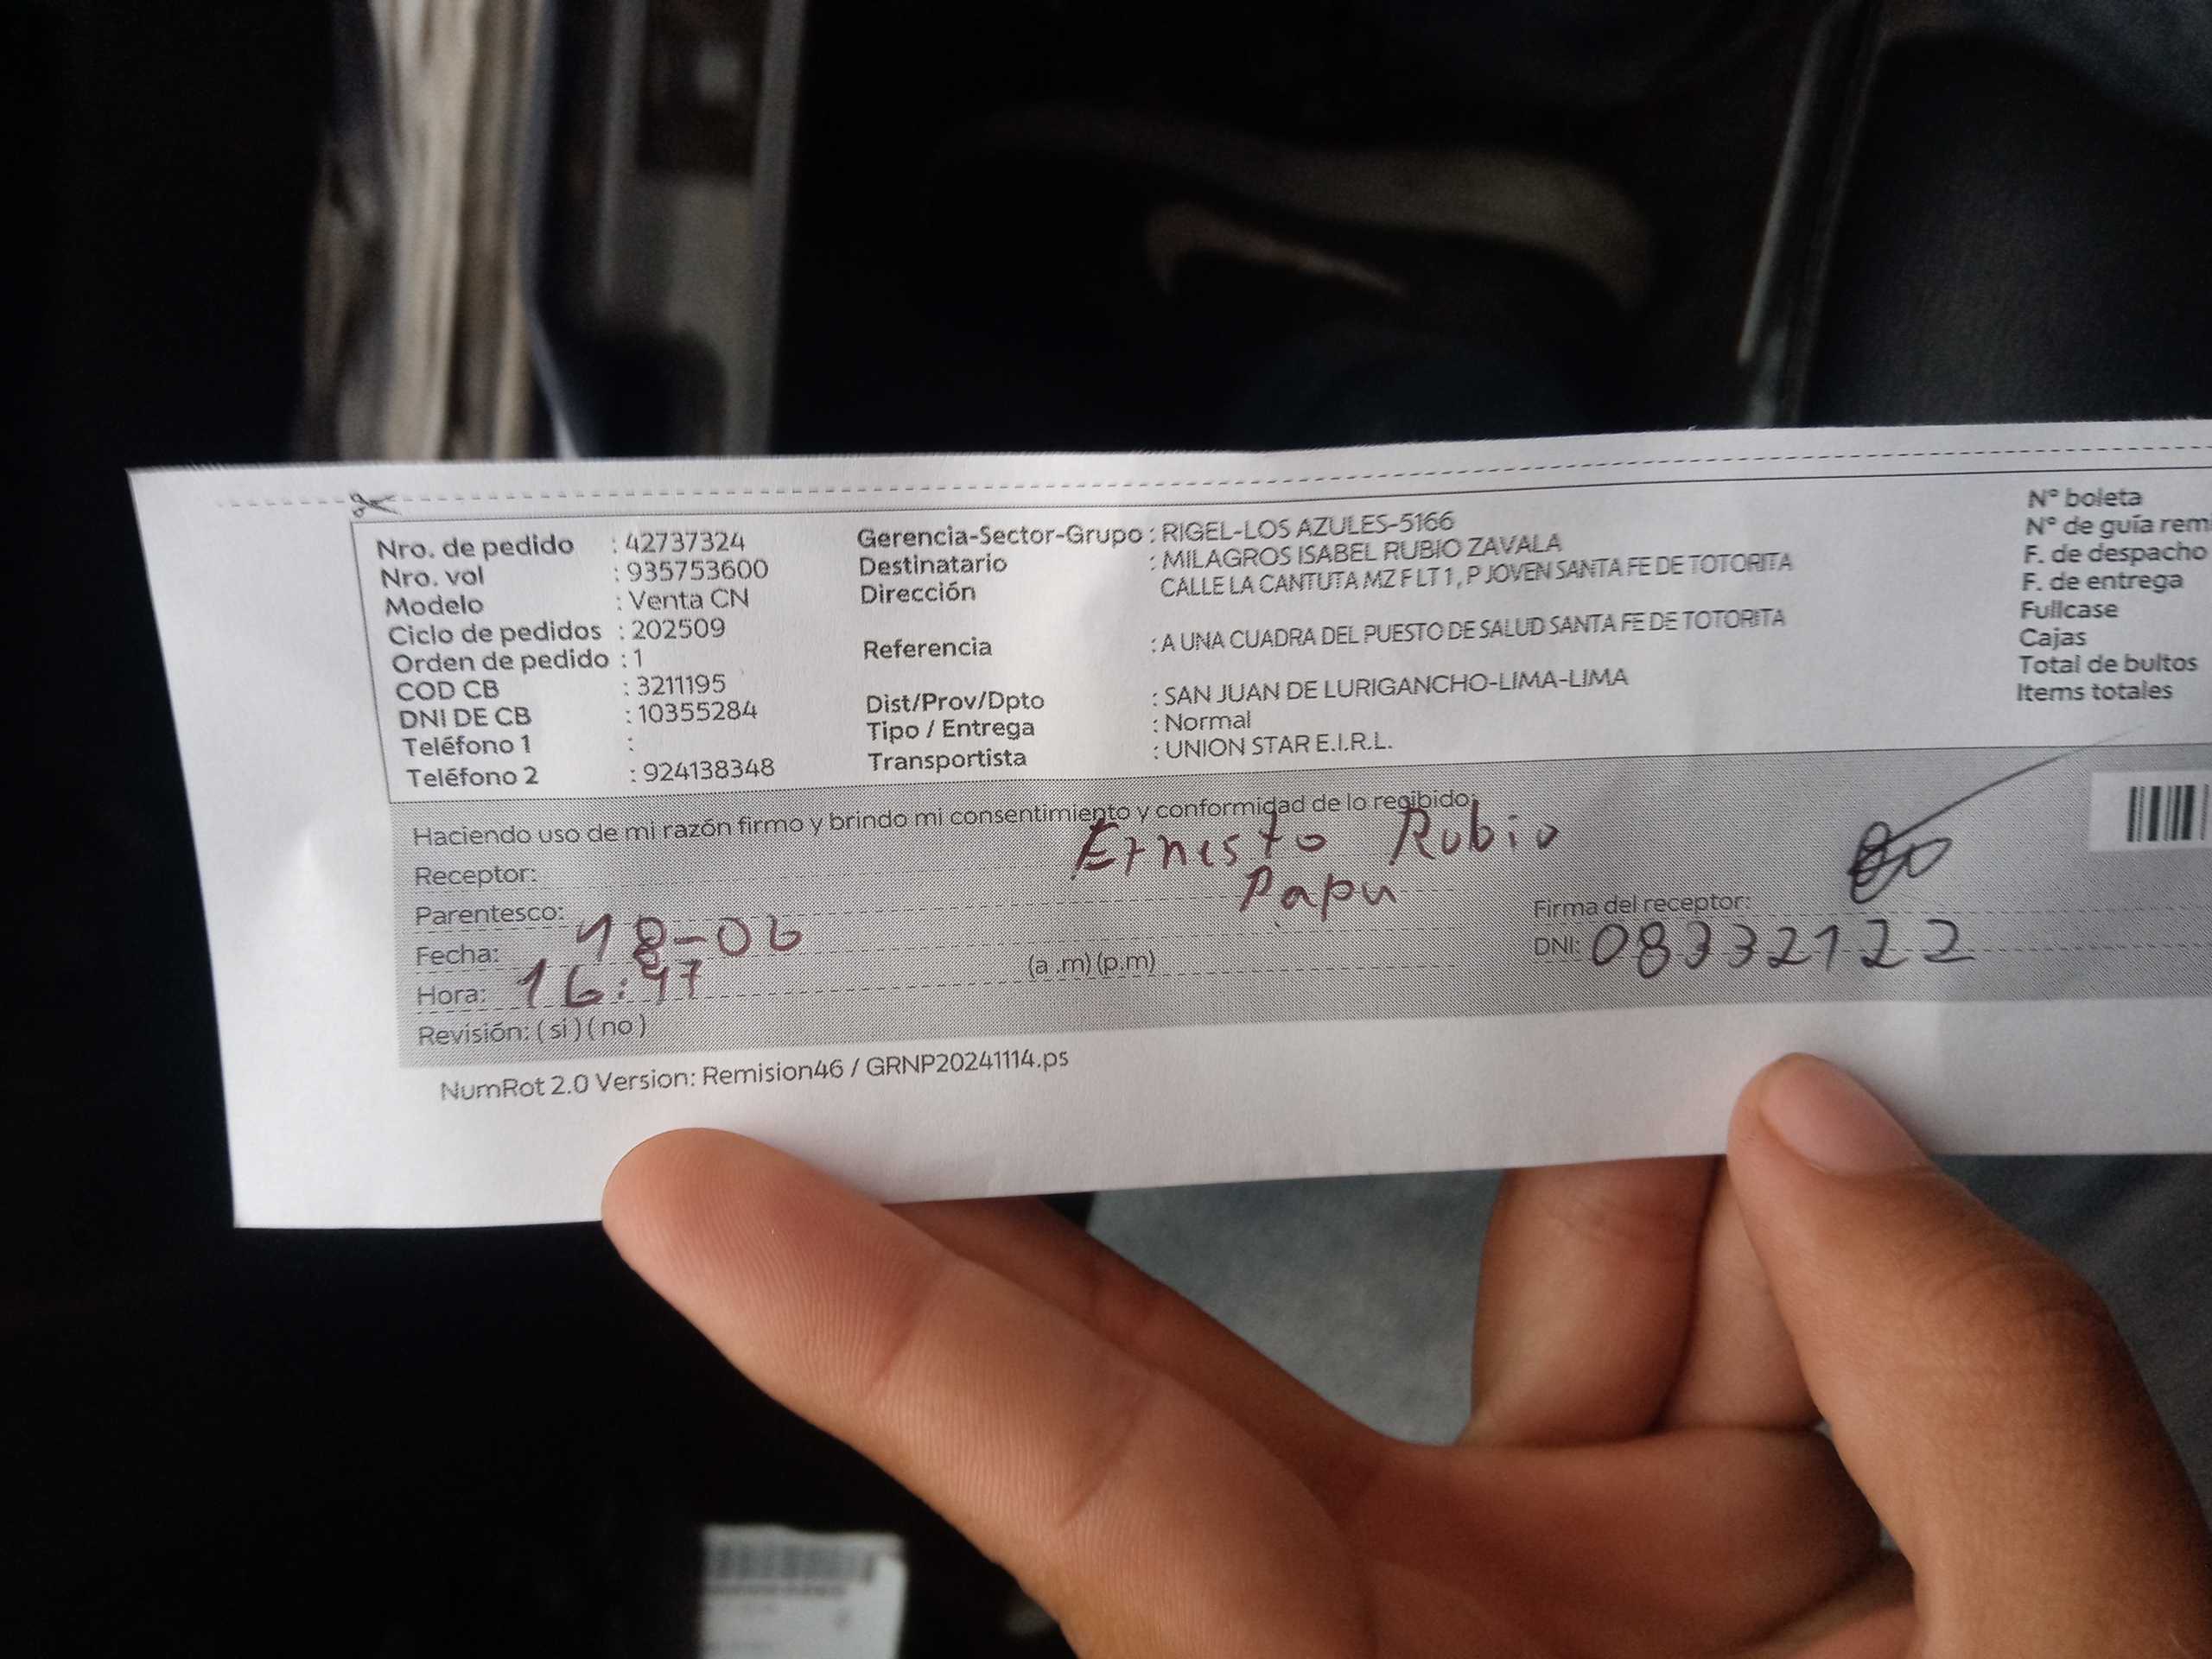 Nro. de pedido : 42737324
Nro. vol : 935753600
Modelo : Venta CN
Ciclo de pedidos : 202509
Orden de pedido : 1
COD CB : 3211195
DNI DE CB : 10355284
Teléfono 1 :
Teléfono 2 : 924138348
Gerencia-Sector-Grupo : RIGEL-LOS AZULES-5166
Destinatario : MILAGROS ISABEL RUBIO ZAVALA
Dirección CALLE LA CANTUTA MZ F LT 1, P JOVEN SANTA FE DE TOTORITA
Referencia : A UNA CUADRA DEL PUESTO DE SALUD SANTA FE DE TOTORITA
Dist/Prov/Dpto : SAN JUAN DE LURIGANCHO-LIMA-LIMA
Tipo / Entrega : Normal
Transportista : UNION STAR E.I.R.L.
N° boleta
N° de guía rem
F. de despacho
F. de entrega
Fullcase
Cajas
Total de bultos
Items totales
Haciendo uso de mi razón firmo y brindo mi consentimiento y conformidad de lo recibido:
Receptor: Ernesto Rubio
Parentesco: Papu
Fecha: 18-06
Hora: 16:47 (a .m) (p.m)
Revisión: (si) (no)
Firma del receptor:
DNI: 08332122
NumRot 2.0 Version: Remision46 / GRNP20241114.ps